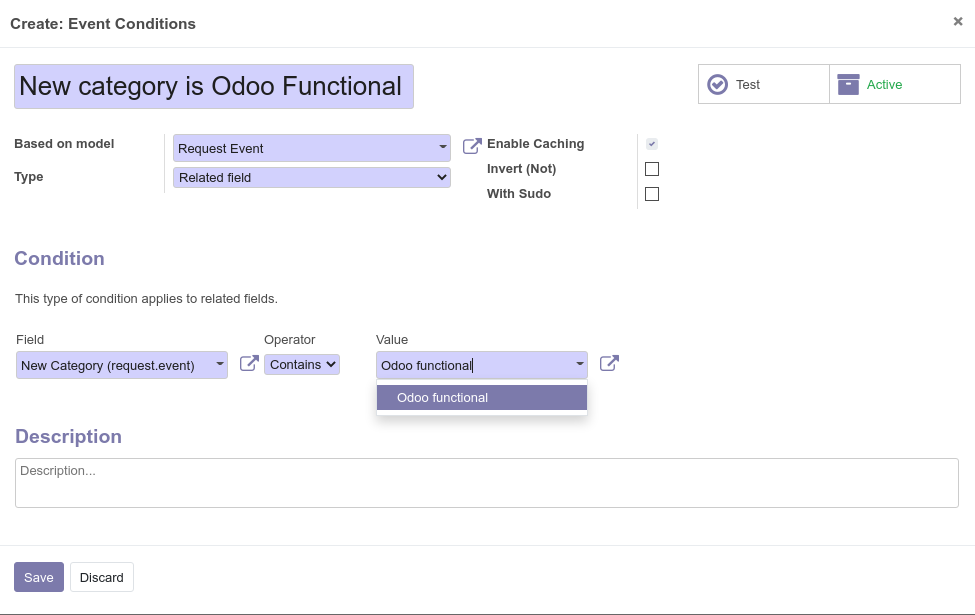 Create: Event Conditions ×
New category is Odoo Functional
Test Active
Based on model Request Event Enable Caching
Type Related field Invert (Not)
With Sudo
Condition
This type of condition applies to related fields.
Field Operator Value
New Category (request.event) Contains Odoo functional
Odoo functional
Description
Description...
Save Discard